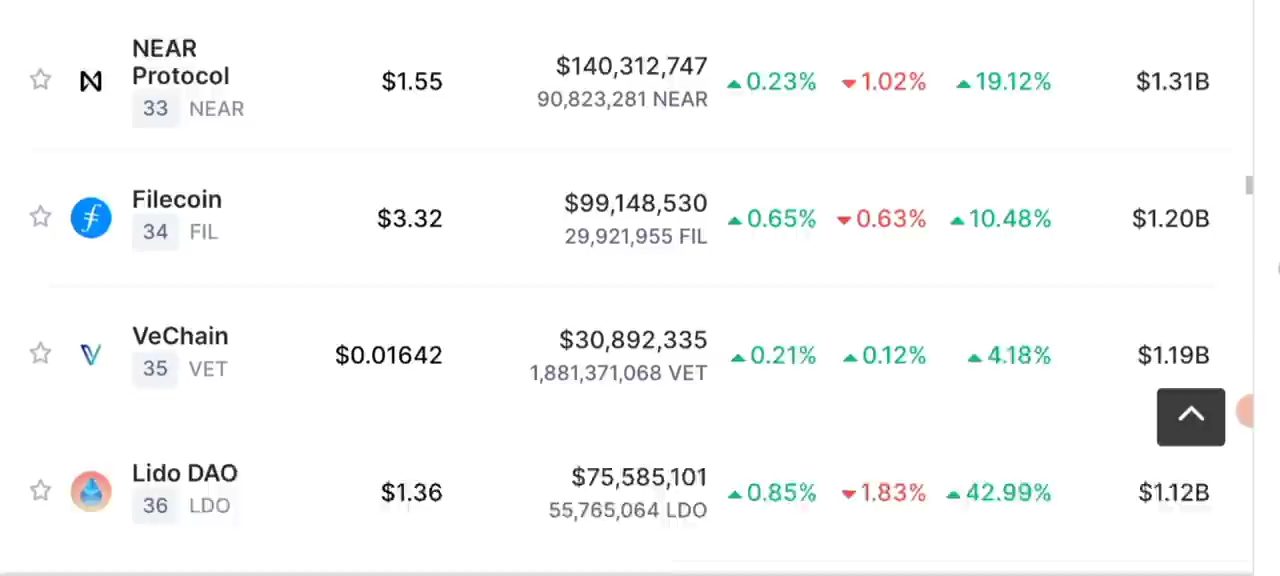 NEAR
Protocol
33 NEAR
$1.55
$140,312,747
90,823,281 NEAR
0.23%
1.02%
19.12%
$1.31B
Filecoin
34 FIL
$3.32
$99,148,530
29,921,955 FIL
0.65%
0.63%
10.48%
$1.20B
VeChain
35 VET
$0.01642
$30,892,335
1,881,371,068 VET
0.21%
0.12%
4.18%
$1.19B
Lido DAO
36 LDO
$1.36
$75,585,101
55,765,064 LDO
0.85%
1.83%
42.99%
$1.12B